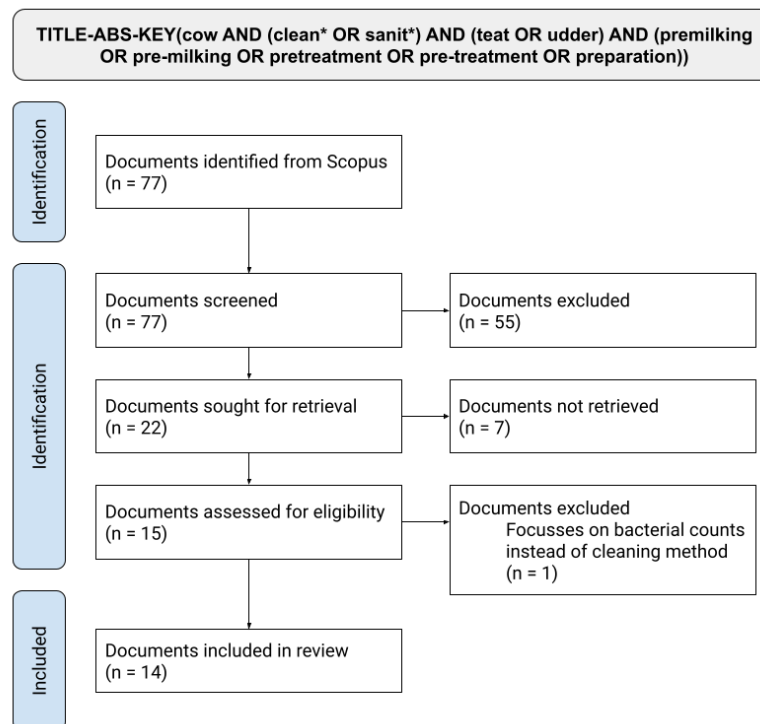 TITLE-ABS-KEY(cow AND (clean* OR sanit*) AND (teat OR udder) AND (premilking
OR pre-milking OR pretreatment OR pre-treatment OR preparation))
Identification
Documents identified from Scopus
(n = 77)
Identification
Documents screened
(n = 77)
Documents excluded
(n = 55)
Documents sought for retrieval
(n = 22)
Documents not retrieved
(n = 7)
Documents assessed for eligibility
(n = 15)
Documents excluded
Focusses on bacterial counts
instead of cleaning method
(n = 1)
Included
Documents included in review
(n = 14)